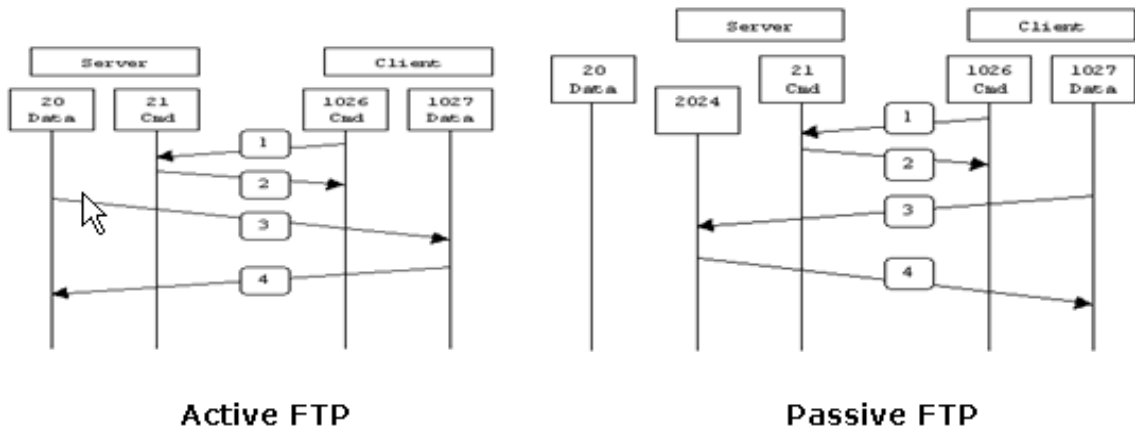 Server
Client
20
Data
21
Cmd
1026
Cmd
1027
Data
1
2
3
4
Active FTP
Server
Client
20
Data
2024
21
Cmd
1026
Cmd
1027
Data
1
2
3
4
Passive FTP